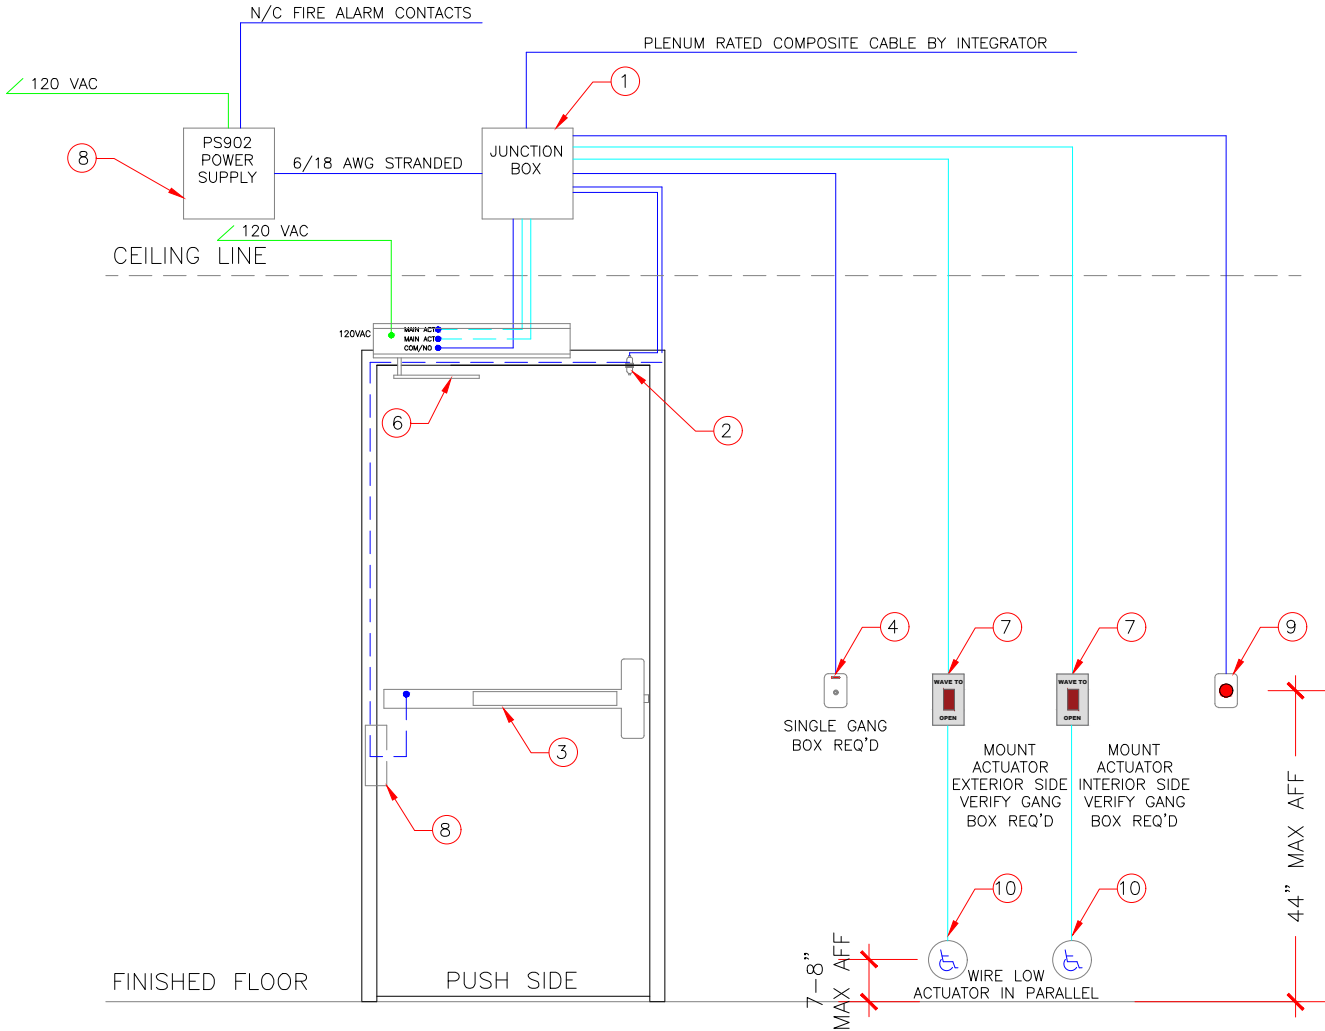 N/C FIRE ALARM CONTACTS
PLENUM RATED COMPOSITE CABLE BY INTEGRATOR
120 VAC
1
PS902
POWER
SUPPLY
8
6/18 AWG STRANDED
JUNCTION
BOX
120 VAC
CEILING LINE
120VAC
MAIN ACT
MAIN ACT
COM/NO
6
2
4
7
7
9
WAVE TO
OPEN
WAVE TO
OPEN
SINGLE GANG
BOX REQ'D
3
8
MOUNT
ACTUATOR
EXTERIOR SIDE
VERIFY GANG
BOX REQ'D
MOUNT
ACTUATOR
INTERIOR SIDE
VERIFY GANG
BOX REQ'D
44" MAX AFF
10
10
7-8"
MAX AFF
WIRE LOW
ACTUATOR IN PARALLEL
FINISHED FLOOR
PUSH SIDE